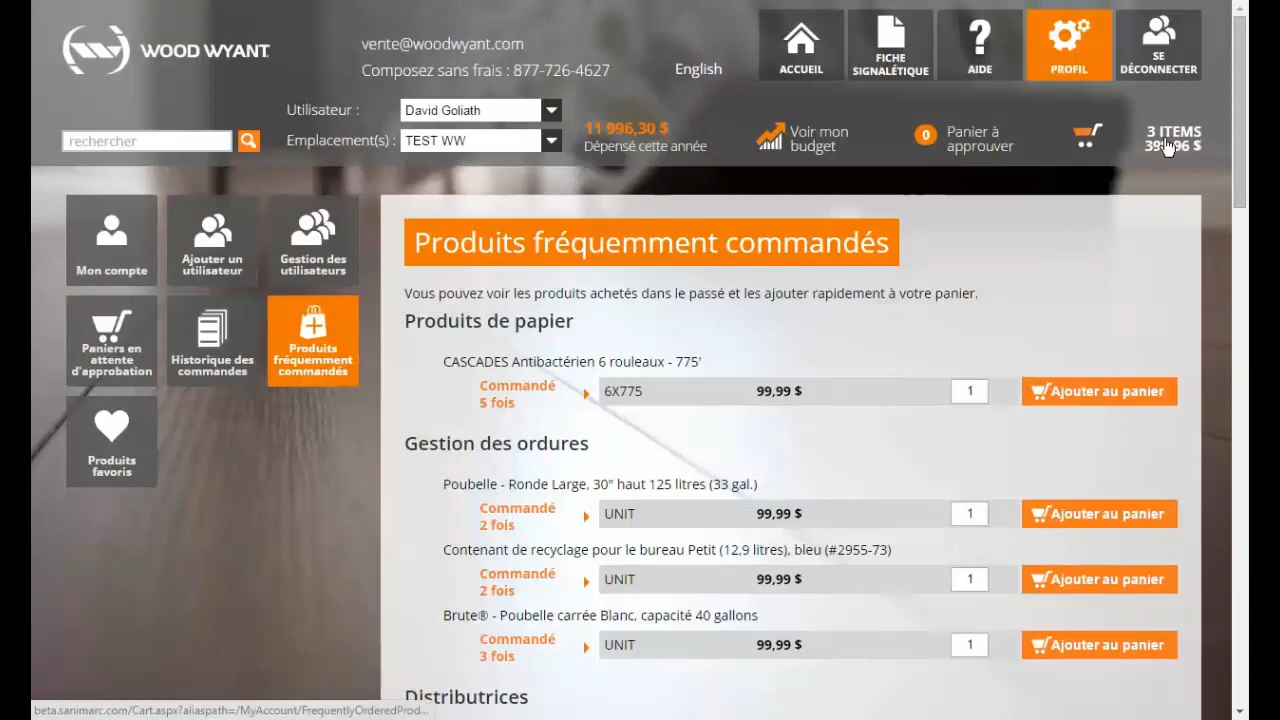 WOOD WYANT
vente@woodwyant.com
Composez sans frais : 877-726-4627
English
ACCUEIL
FICHE
SIGNALÉTIQUE
AIDE
PROFIL
SE
DÉCONNECTER
Utilisateur :
David Goliath
rechercher
Emplacement(s) :
TEST WW
11 996,30 $
Dépensé cette année
Voir mon
budget
0
Panier à
approuver
3 ITEMS
Mon compte
Ajouter un
utilisateur
Gestion des
utilisateurs
Paniers en
attente
d'approbation
Historique des
commandes
Produits
fréquemment
commandés
Produits
favoris
Produits fréquemment commandés
Vous pouvez voir les produits achetés dans le passé et les ajouter rapidement à votre panier.
Produits de papier
CASCADES Antibactérien 6 rouleaux - 775'
Commandé
5 fois
6X775 99,99 $ 1 Ajouter au panier
Gestion des ordures
Poubelle - Ronde Large, 30" haut 125 litres (33 gal.)
Commandé
2 fois
UNIT 99,99 $ 1 Ajouter au panier
Contenant de recyclage pour le bureau Petit (12,9 litres), bleu (#2955-73)
Commandé
2 fois
UNIT 99,99 $ 1 Ajouter au panier
Brute® - Poubelle carrée Blanc, capacité 40 gallons
Commandé
3 fois
UNIT 99,99 $ 1 Ajouter au panier
Distributrices
beta.sanimarc.com/Cart.aspx?aliaspath=/MyAccount/FrequentlyOrderedProd...